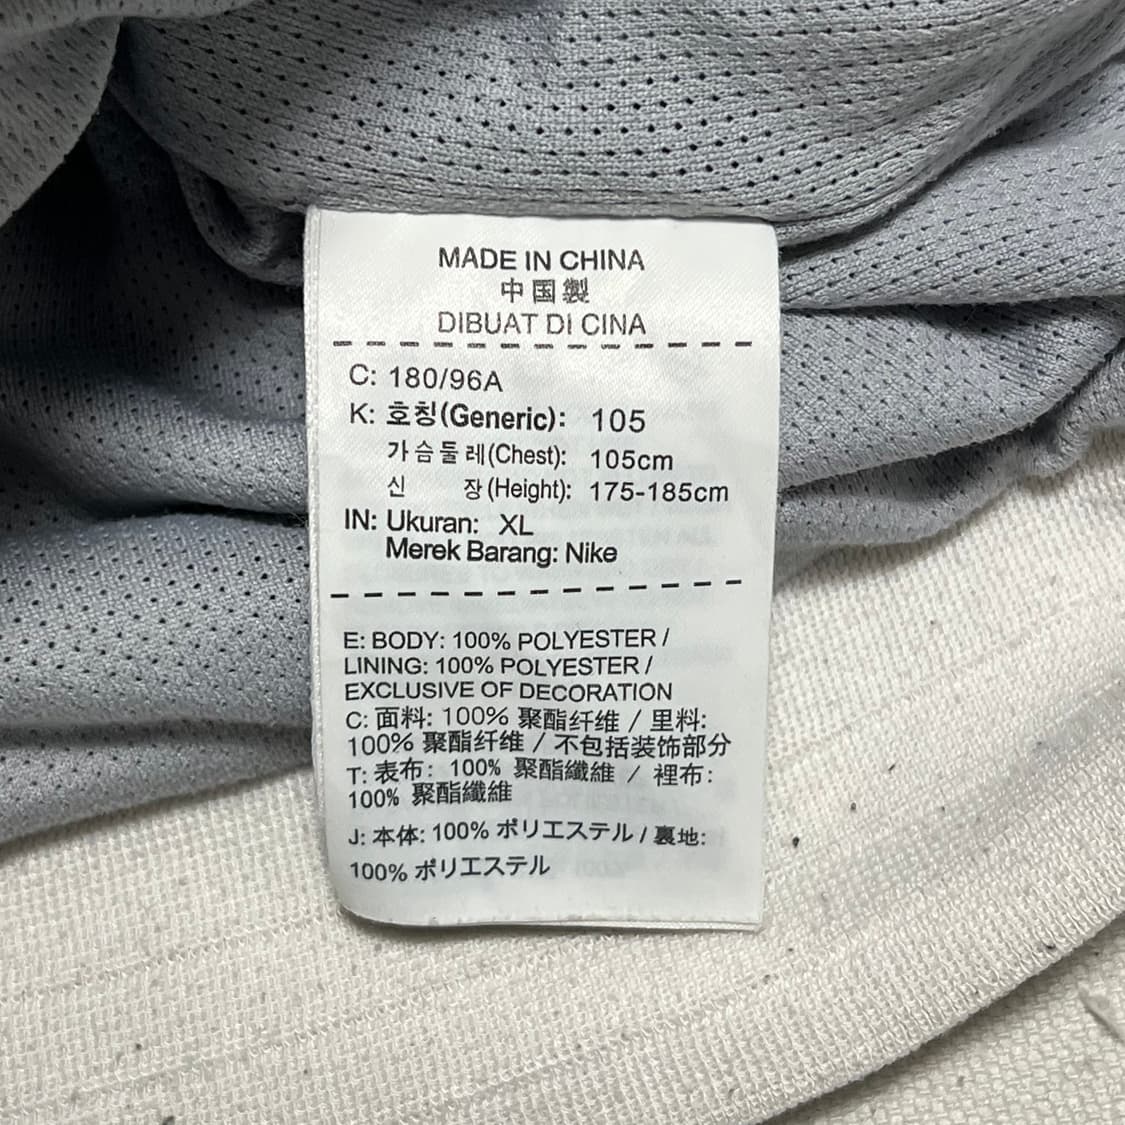 MADE IN CHINA
中国製
DIBUAT DI CINA
C: 180/96A
K: 호칭(Generic): 105
가슴둘레(Chest): 105cm
신 장(Height): 175-185cm
IN: Ukuran: XL
Merek Barang: Nike
E: BODY: 100% POLYESTER /
LINING: 100% POLYESTER /
EXCLUSIVE OF DECORATION
C: 面料: 100% 聚酯纤维 / 里料:
100% 聚酯纤维 / 不包括装饰部分
T: 表布: 100% 聚酯纖維 / 裡布:
100% 聚酯纖維
J: 本体: 100% ポリエステル / 裏地:
100% ポリエステル